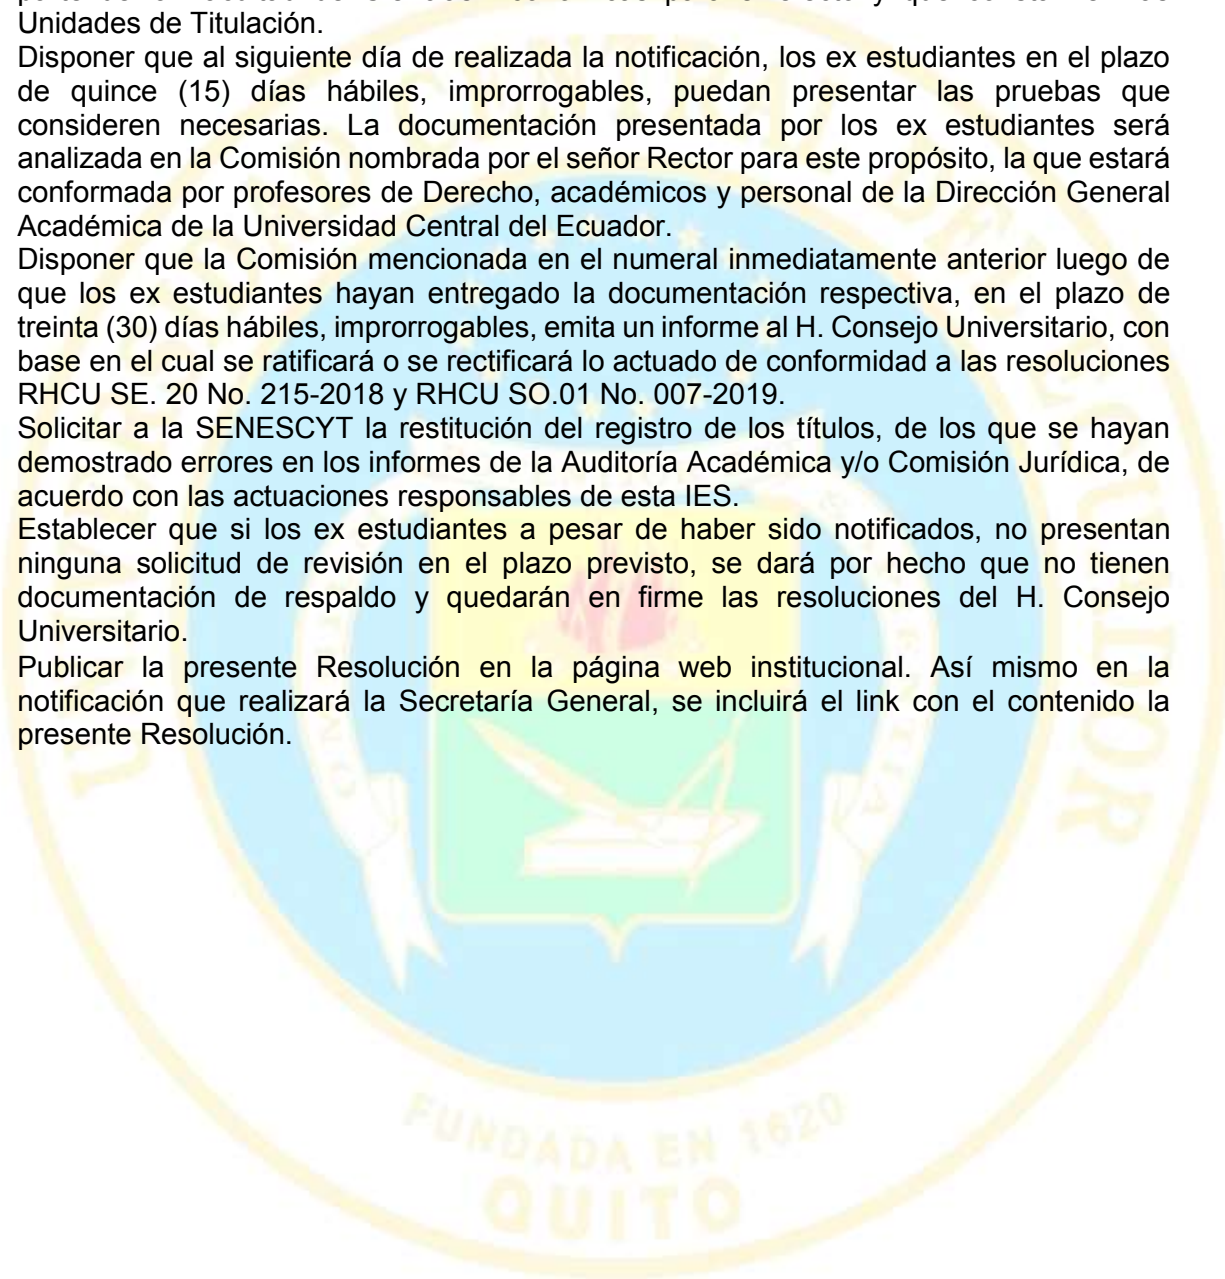 Unidades de Titulación.
Disponer que al siguiente día de realizada la notificación, los ex estudiantes en el plazo
de quince (15) días hábiles, improrrogables, puedan presentar las pruebas que
consideren necesarias. La documentación presentada por los ex estudiantes será
analizada en la Comisión nombrada por el señor Rector para este propósito, la que estará
conformada por profesores de Derecho, académicos y personal de la Dirección General
Académica de la Universidad Central del Ecuador.
Disponer que la Comisión mencionada en el numeral inmediatamente anterior luego de
que los ex estudiantes hayan entregado la documentación respectiva, en el plazo de
treinta (30) días hábiles, improrrogables, emita un informe al H. Consejo Universitario, con
base en el cual se ratificará o se rectificará lo actuado de conformidad a las resoluciones
RHCU SE. 20 No. 215-2018 y RHCU SO.01 No. 007-2019.
Solicitar a la SENESCYT la restitución del registro de los títulos, de los que se hayan
demostrado errores en los informes de la Auditoría Académica y/o Comisión Jurídica, de
acuerdo con las actuaciones responsables de esta IES.
Establecer que si los ex estudiantes a pesar de haber sido notificados, no presentan
ninguna solicitud de revisión en el plazo previsto, se dará por hecho que no tienen
documentación de respaldo y quedarán en firme las resoluciones del H. Consejo
Universitario.
Publicar la presente Resolución en la página web institucional. Así mismo en la
notificación que realizará la Secretaría General, se incluirá el link con el contenido la
presente Resolución.
FUNDADA EN 1620
QUITO